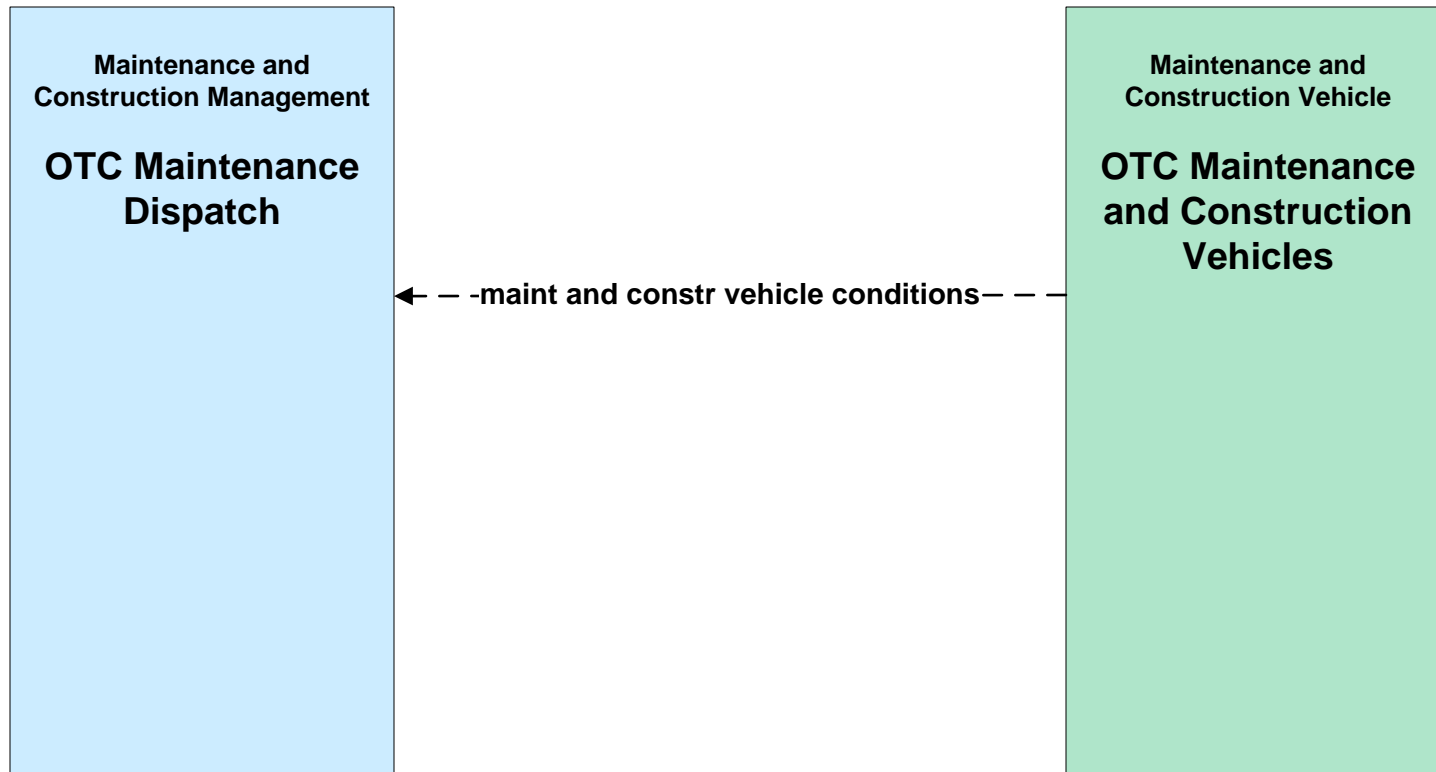 Maintenance and
Construction Management
OTC Maintenance
Dispatch
maint and constr vehicle conditions
Maintenance and
Construction Vehicle
OTC Maintenance
and Construction
Vehicles